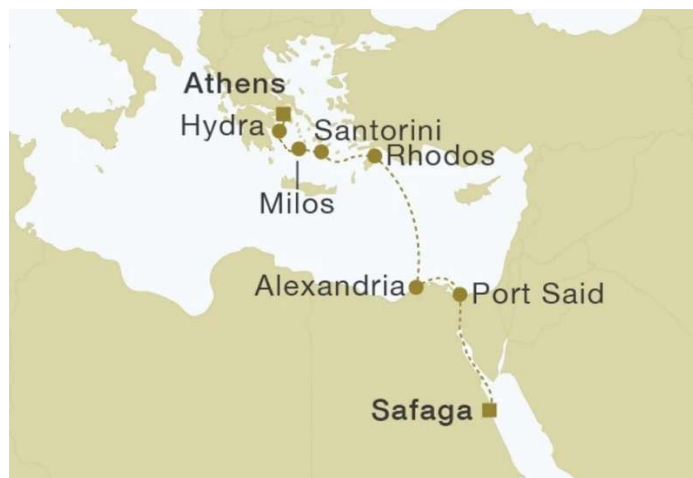 Athens
Hydra
Santorini
Rhodos
Milos
Alexandria
Port Said
Safaga